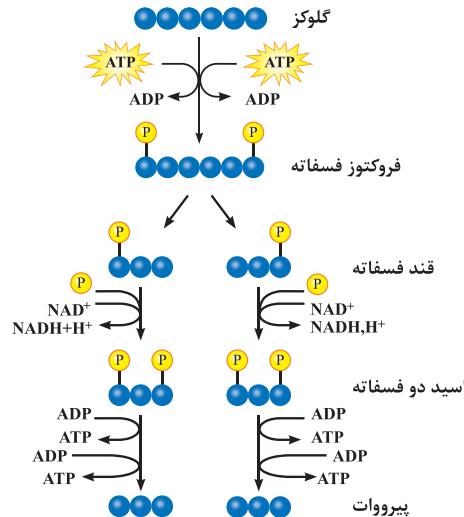 گلوکز
ATP ATP
ADP ADP
P P
فروکتوز فسفاته
P P
قند فسفاته
P P
NAD+ NAD+
NADH+H+ NADH,H+
P P P P
اسید دو فسفاته
ADP ADP
ATP ATP
ADP ADP
ATP ATP
پیرووات